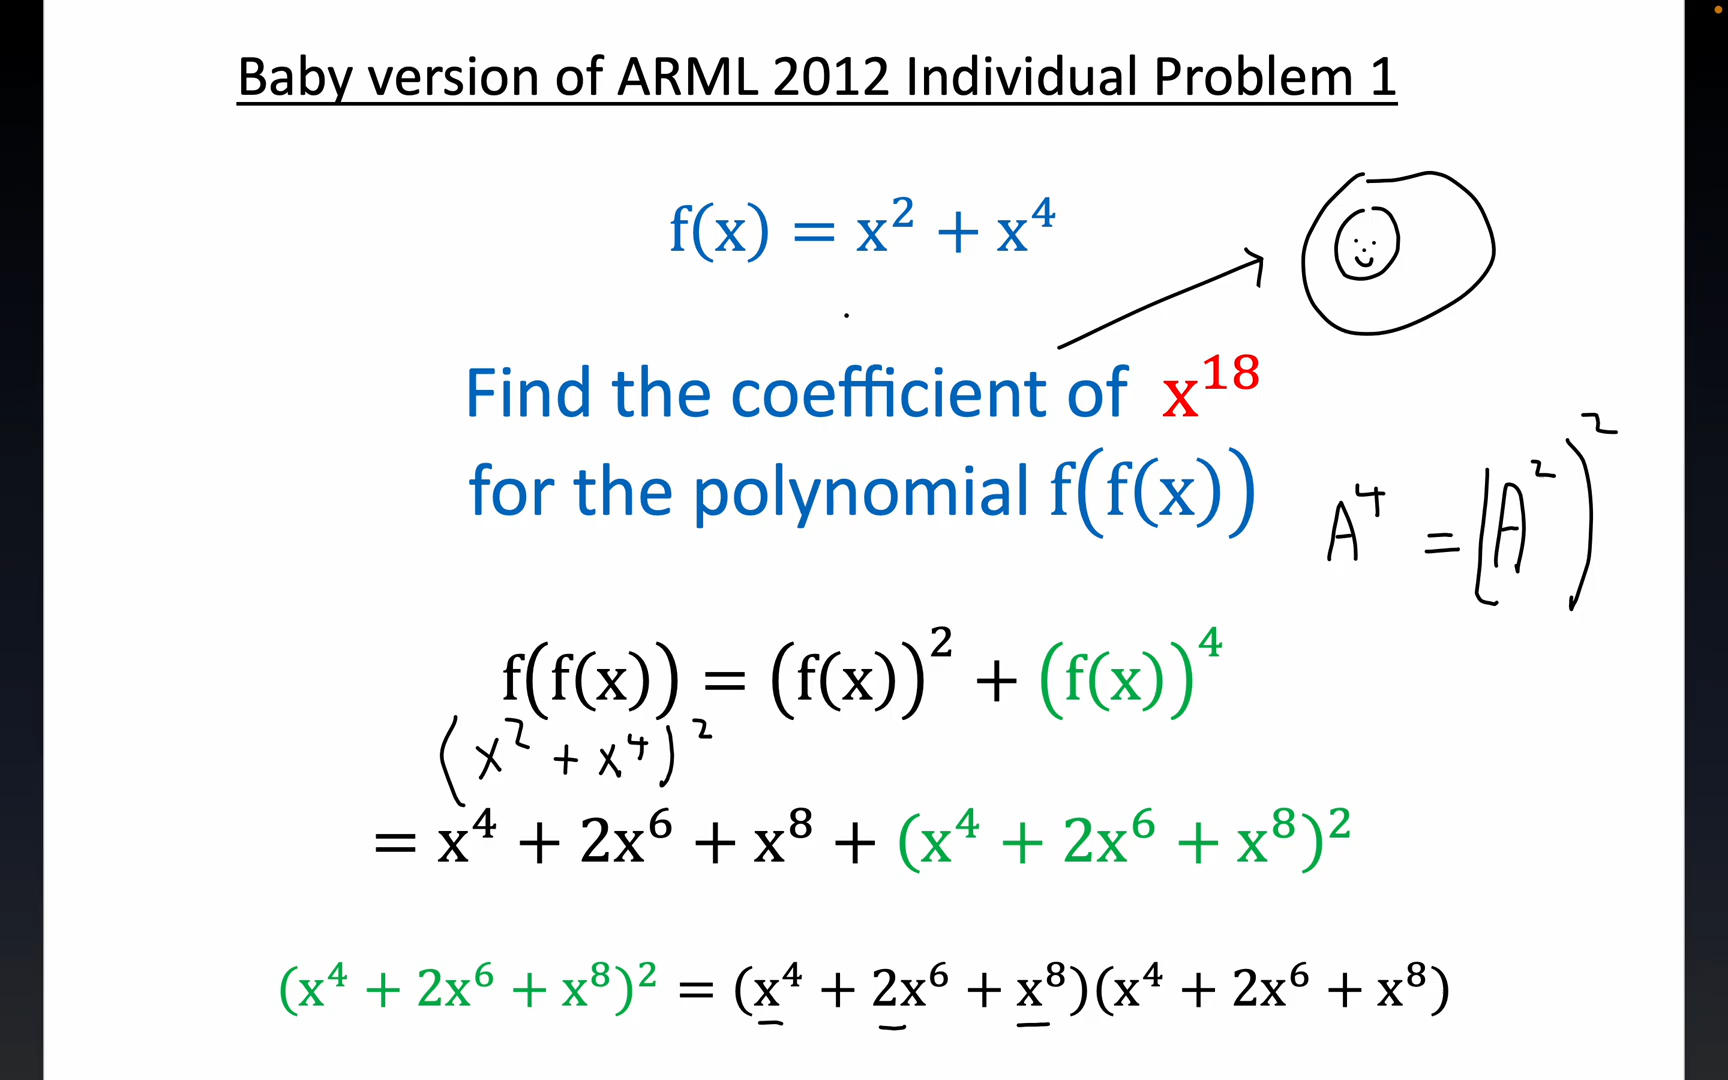 Baby version of ARML 2012 Individual Problem 1
f(x) = x² + x⁴
Find the coefficient of x¹⁸
for the polynomial f(f(x))
A⁴ = (A²)²
f(f(x)) = (f(x))² + (f(x))⁴
(x² + x⁴)²
= x⁴ + 2x⁶ + x⁸ + (x⁴ + 2x⁶ + x⁸)²
(x⁴ + 2x⁶ + x⁸)² = (x⁴ + 2x⁶ + x⁸)(x⁴ + 2x⁶ + x⁸)